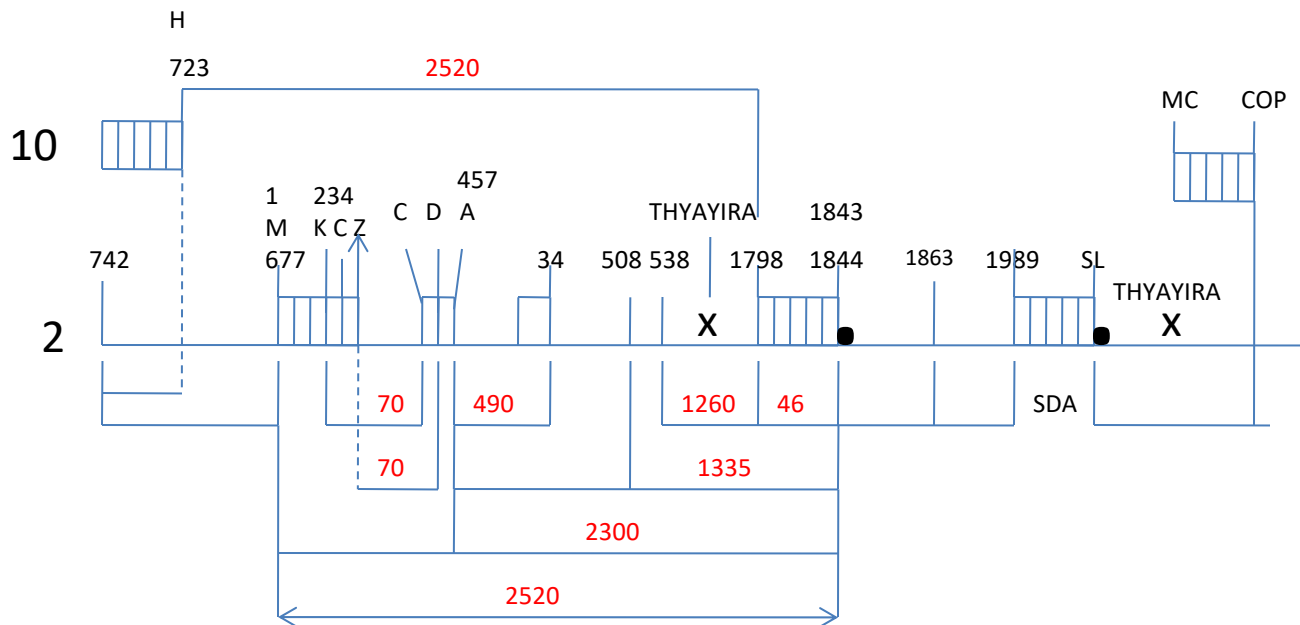 H
723 2520
MC COP
10
457
1 234 THYAYIRA 1843
M K C Z C D A
742 677 34 508 538 1798 1844 1863 1989 SL
THYAYIRA
2 X X
70 490 1260 46 SDA
70 1335
2300
2520